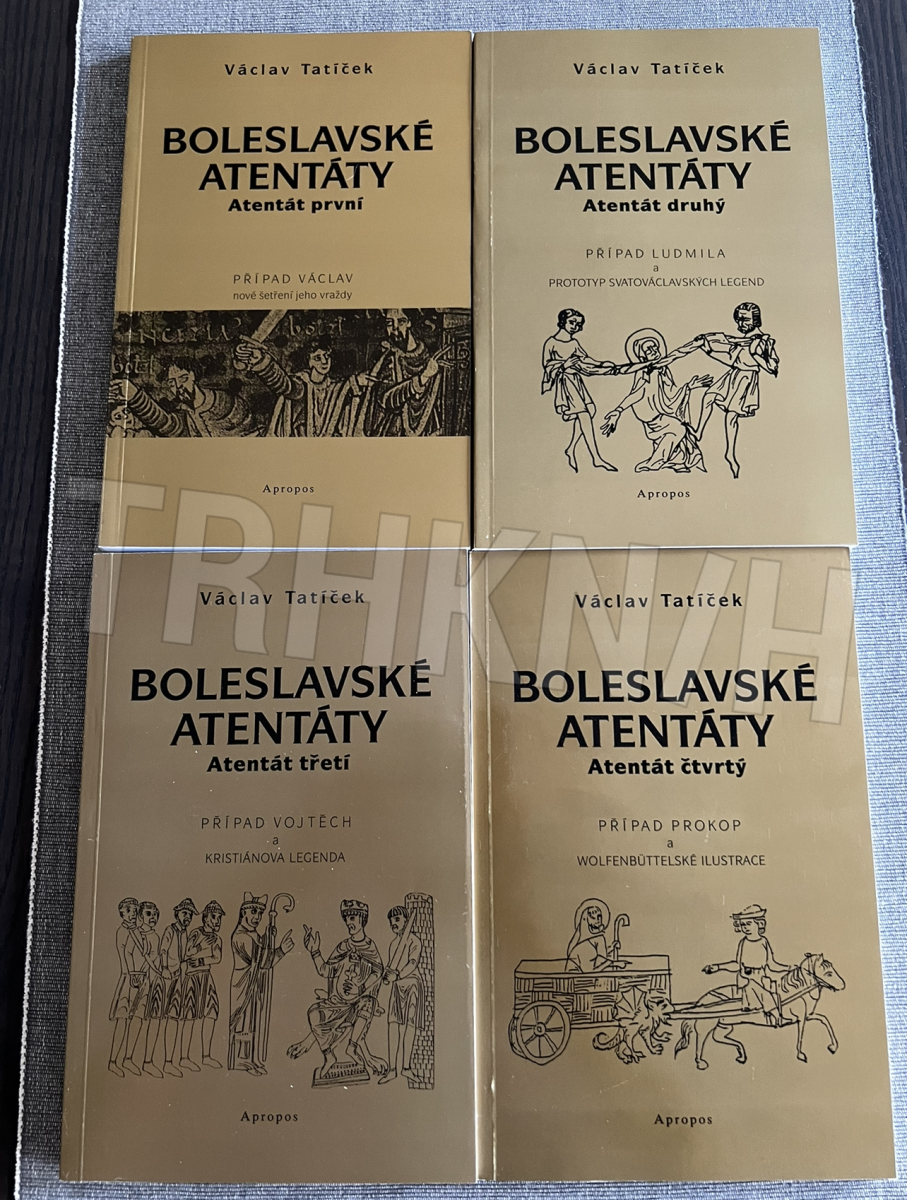 Václav Tatíček
BOLESLAVSKÉ
ATENTÁTY
Atentát první
PŘÍPAD VÁCLAV
nové šetření jeho vraždy
Apropos
Václav Tatíček
BOLESLAVSKÉ
ATENTÁTY
Atentát druhý
PŘÍPAD LUDMILA
a
PROTOTYP SVATOVÁCLAVSKÝCH LEGEND
Apropos
TRHKNIH
Václav Tatíček
BOLESLAVSKÉ
ATENTÁTY
Atentát třetí
PŘÍPAD VOJTĚCH
a
KRISTIÁNOVA LEGENDA
Apropos
Václav Tatíček
BOLESLAVSKÉ
ATENTÁTY
Atentát čtvrtý
PŘÍPAD PROKOP
a
WOLFENBÜTTELSKÉ ILUSTRACE
Apropos